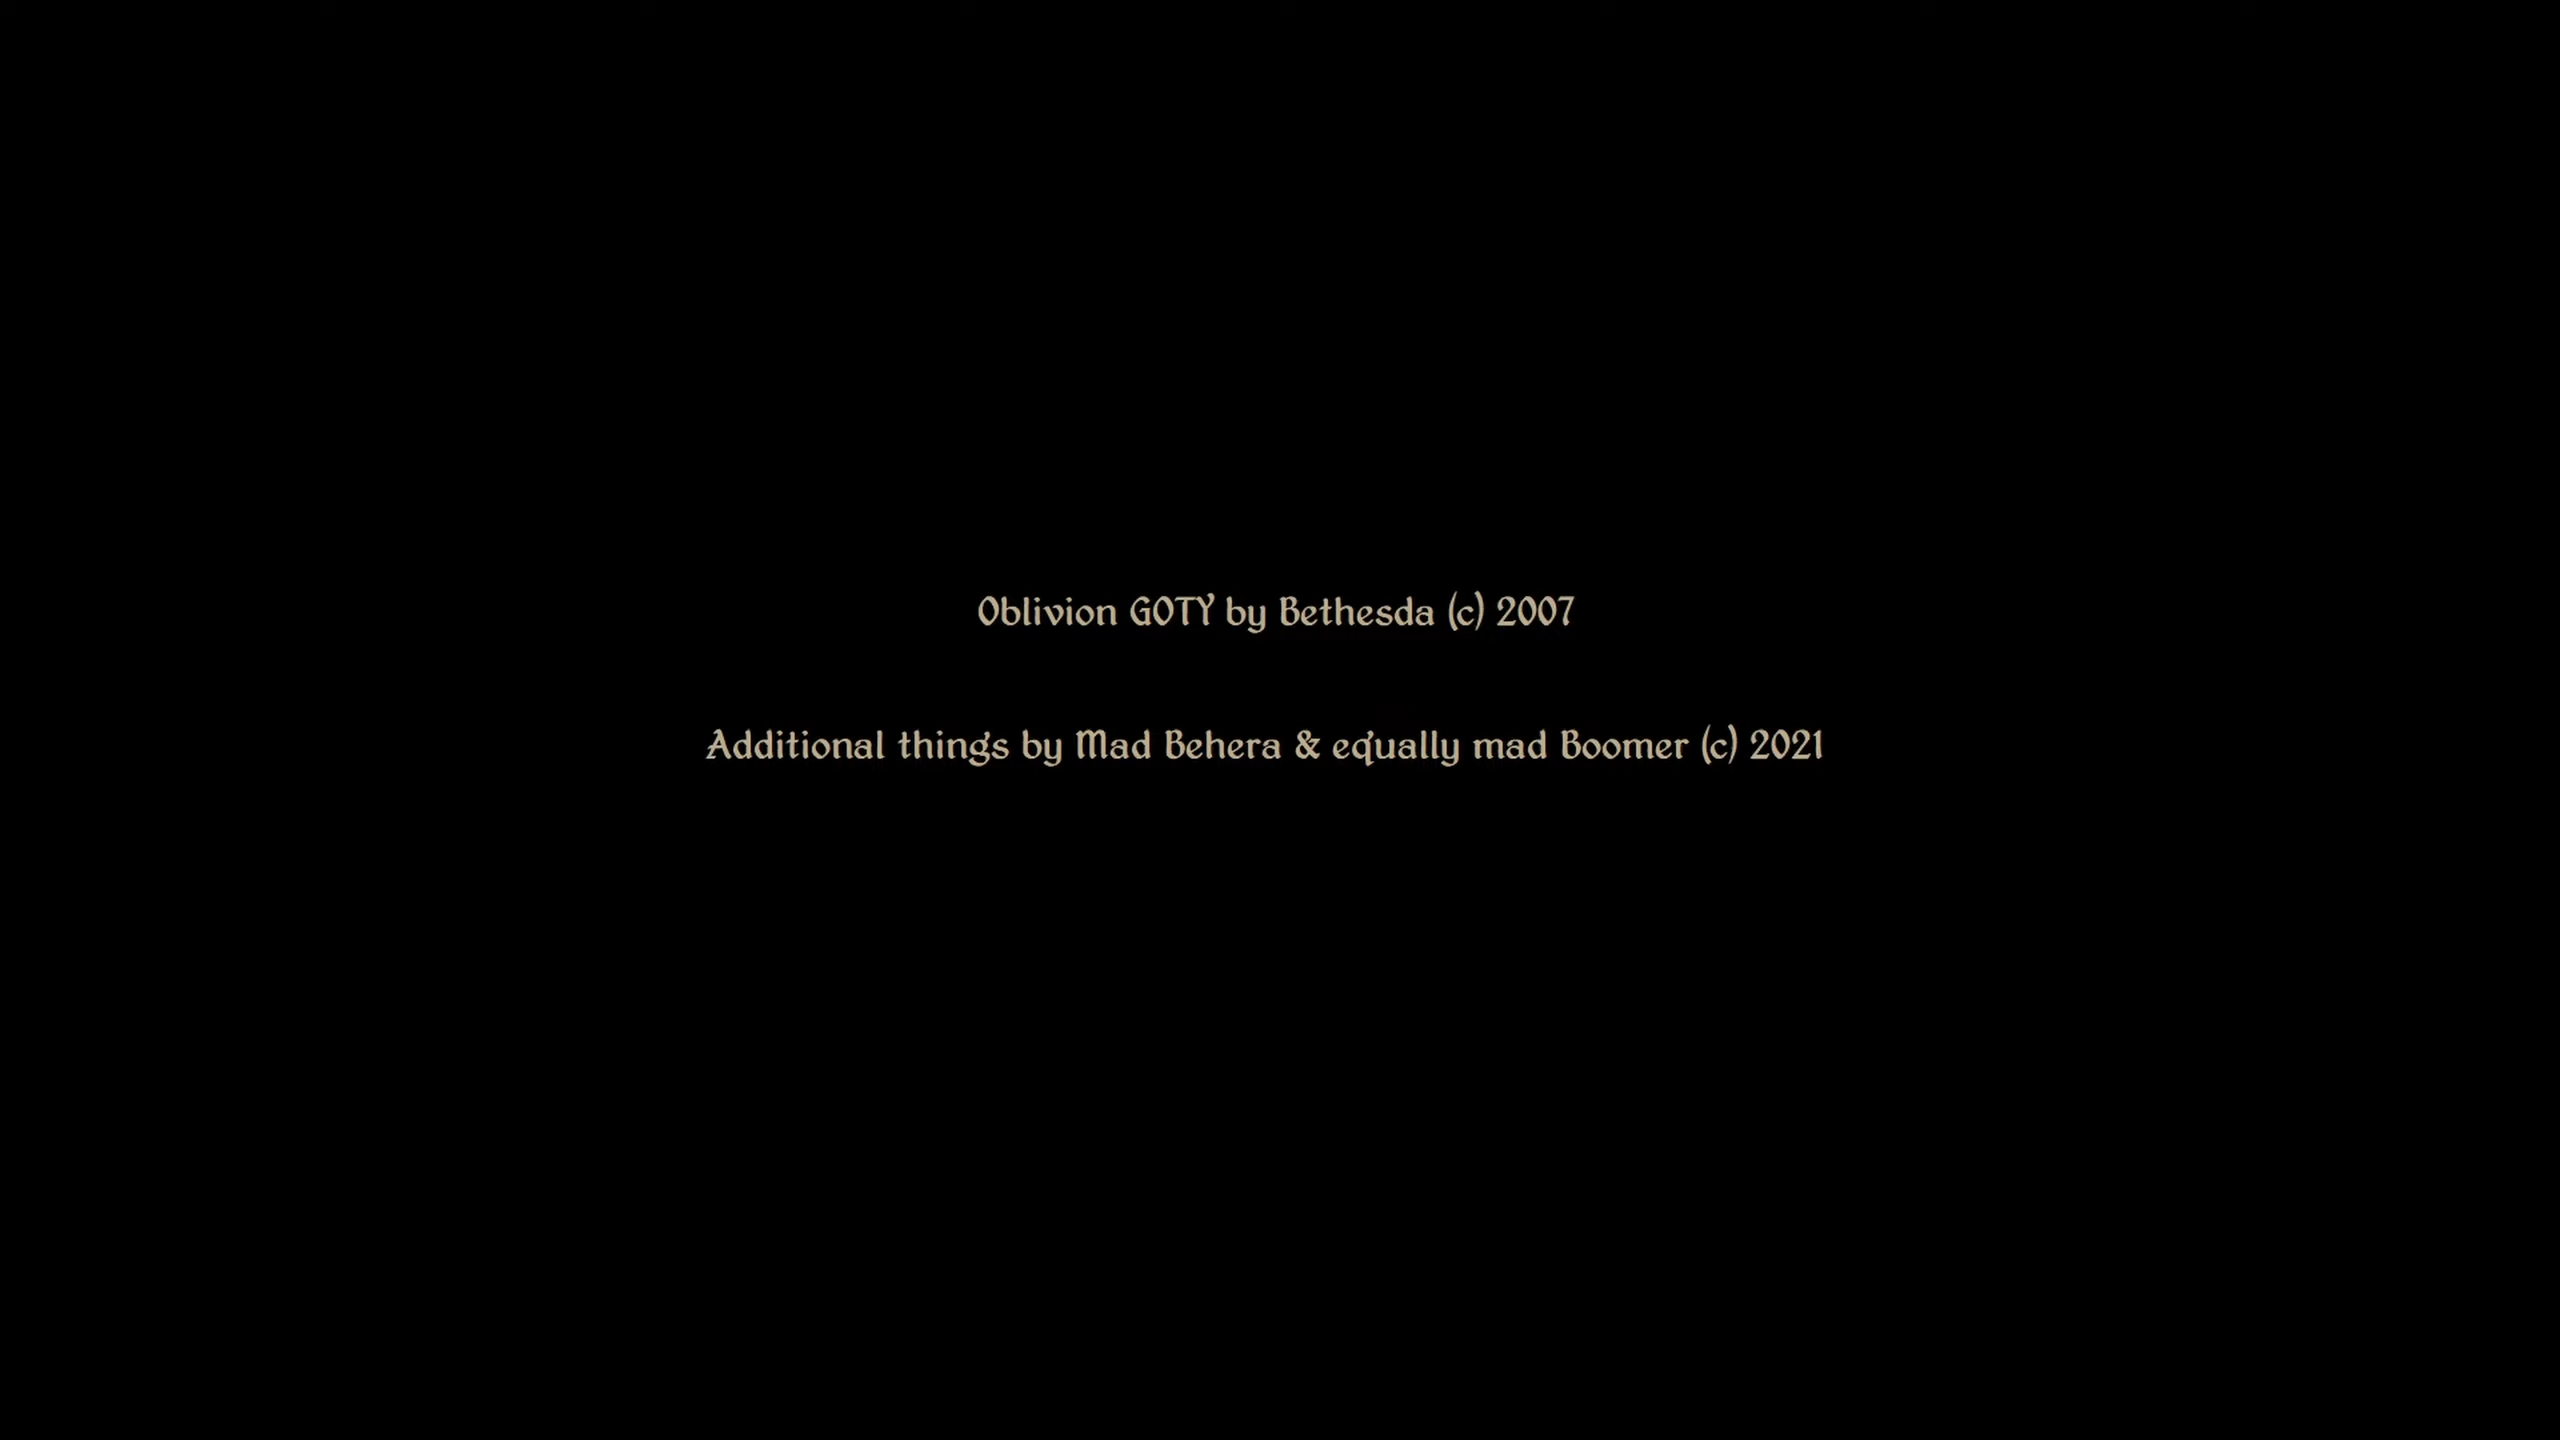 Oblivion GOTY by Bethesda (c) 2007
Additional things by Mad Behera & equally mad Boomer (c) 2021